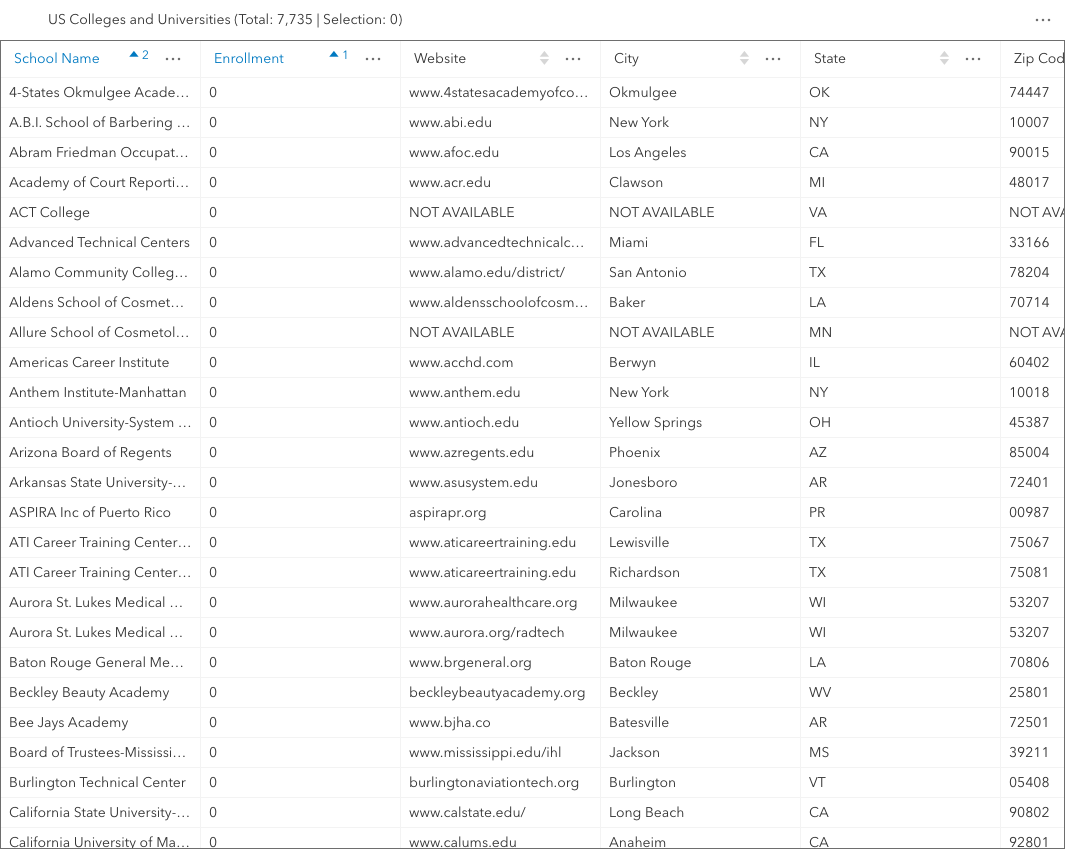 US Colleges and Universities (Total: 7,735 | Selection: 0)
School Name 2 Enrollment 1 Website City State Zip Cod
4-States Okmulgee Acade... 0 www.4statesacademyofco... Okmulgee OK 74447
A.B.I. School of Barbering ... 0 www.abi.edu New York NY 10007
Abram Friedman Occupat... 0 www.afoc.edu Los Angeles CA 90015
Academy of Court Reporti... 0 www.acr.edu Clawson MI 48017
ACT College 0 NOT AVAILABLE NOT AVAILABLE VA NOT AVA
Advanced Technical Centers 0 www.advancedtechnicalc... Miami FL 33166
Alamo Community Colleg... 0 www.alamo.edu/district/ San Antonio TX 78204
Aldens School of Cosmet... 0 www.aldensschoolofcosm... Baker LA 70714
Allure School of Cosmetol... 0 NOT AVAILABLE NOT AVAILABLE MN NOT AVA
Americas Career Institute 0 www.acchd.com Berwyn IL 60402
Anthem Institute-Manhattan 0 www.anthem.edu New York NY 10018
Antioch University-System ... 0 www.antioch.edu Yellow Springs OH 45387
Arizona Board of Regents 0 www.azregents.edu Phoenix AZ 85004
Arkansas State University-... 0 www.asusystem.edu Jonesboro AR 72401
ASPIRA Inc of Puerto Rico 0 aspirapr.org Carolina PR 00987
ATI Career Training Center... 0 www.aticareertraining.edu Lewisville TX 75067
ATI Career Training Center... 0 www.aticareertraining.edu Richardson TX 75081
Aurora St. Lukes Medical ... 0 www.aurorahealthcare.org Milwaukee WI 53207
Aurora St. Lukes Medical ... 0 www.aurora.org/radtech Milwaukee WI 53207
Baton Rouge General Me... 0 www.brgeneral.org Baton Rouge LA 70806
Beckley Beauty Academy 0 beckleybeautyacademy.org Beckley WV 25801
Bee Jays Academy 0 www.bjha.co Batesville AR 72501
Board of Trustees-Mississi... 0 www.mississippi.edu/ihl Jackson MS 39211
Burlington Technical Center 0 burlingtonaviationtech.org Burlington VT 05408
California State University-... 0 www.calstate.edu/ Long Beach CA 90802
California University of Ma... 0 www.calums.edu Anaheim CA 92801